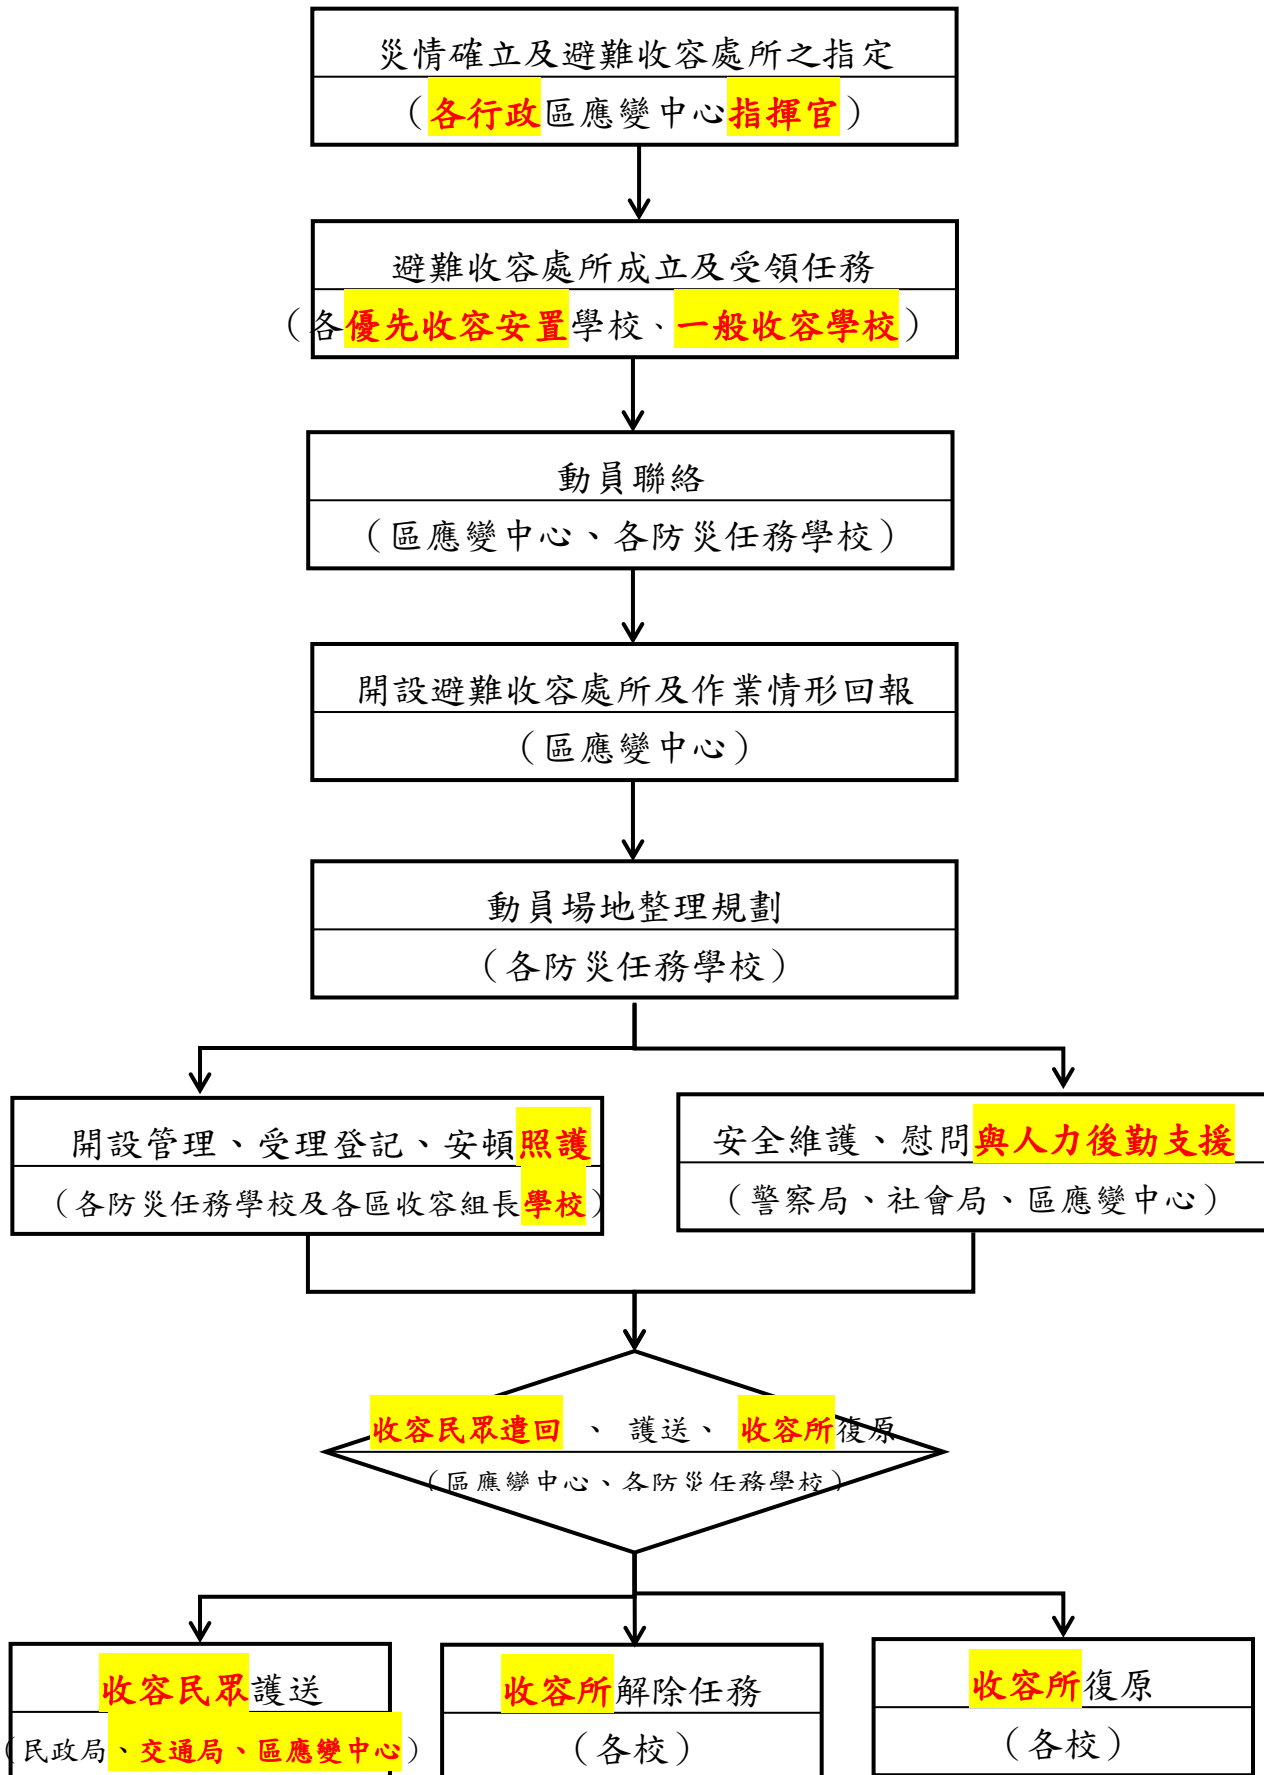 災情確立及避難收容處所之指定
（各行政區應變中心指揮官）
避難收容處所成立及受領任務
（各優先收容安置學校、一般收容學校）
動員聯絡
（區應變中心、各防災任務學校）
開設避難收容處所及作業情形回報
（區應變中心）
動員場地整理規劃
（各防災任務學校）
開設管理、受理登記、安頓照護
（各防災任務學校及各區收容組長學校）
安全維護、慰問與人力後勤支援
（警察局、社會局、區應變中心）
收容民眾遣回、護送、收容所復原
（區應變中心、各防災任務學校）
收容民眾護送
（民政局、交通局、區應變中心）
收容所解除任務
（各校）
收容所復原
（各校）